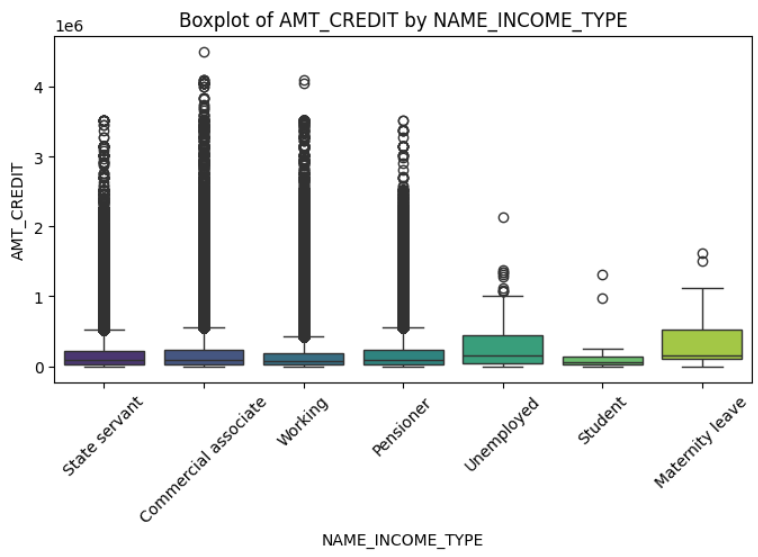 Boxplot of AMT_CREDIT by NAME_INCOME_TYPE
1e6
4
3
2
1
0
AMT_CREDIT
State servant
Commercial associate
Working
Pensioner
Unemployed
Student
Maternity leave
NAME_INCOME_TYPE